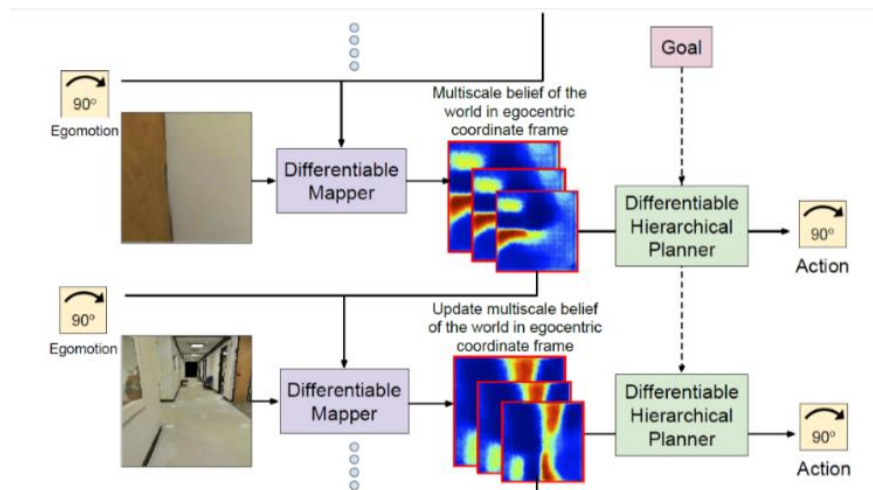 Goal
90°
Egomotion
Multiscale belief of the
world in egocentric
coordinate frame
Differentiable
Mapper
Differentiable
Hierarchical
Planner
90°
Action
90°
Egomotion
Update multiscale belief
of the world in egocentric
coordinate frame
Differentiable
Mapper
Differentiable
Hierarchical
Planner
90°
Action